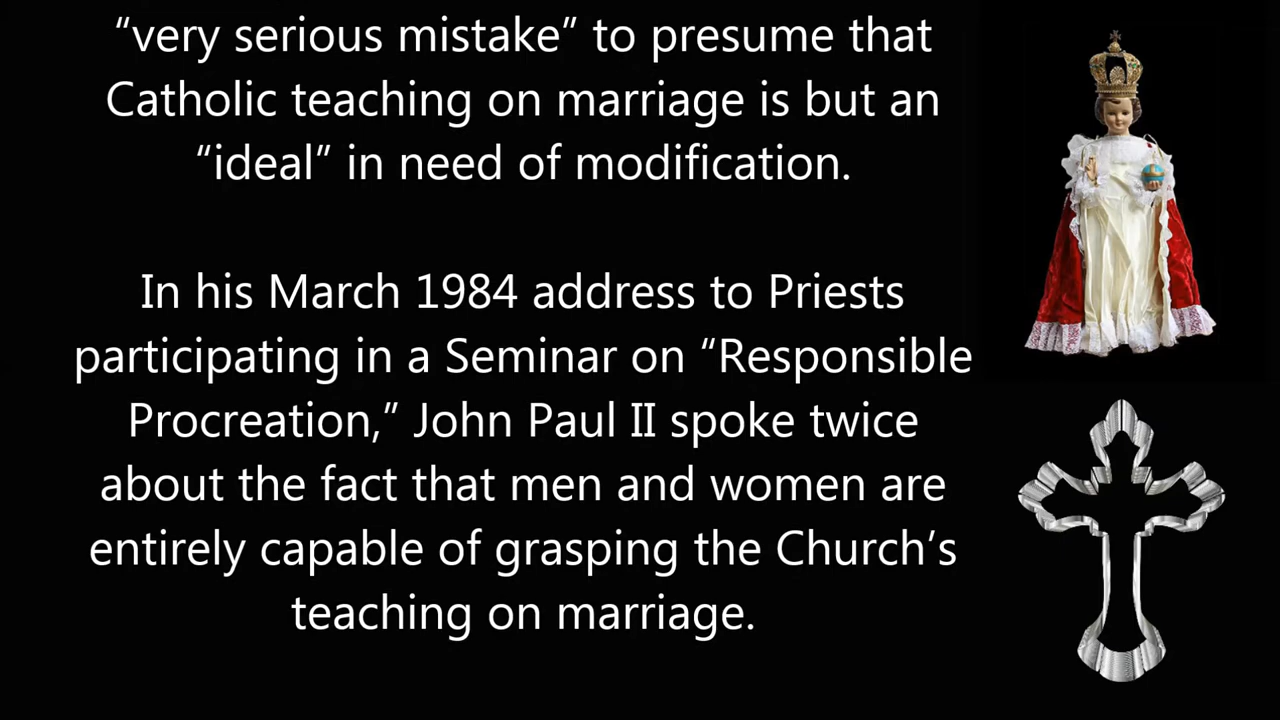 “very serious mistake” to presume that
Catholic teaching on marriage is but an
“ideal” in need of modification.
In his March 1984 address to Priests
participating in a Seminar on “Responsible
Procreation,” John Paul II spoke twice
about the fact that men and women are
entirely capable of grasping the Church’s
teaching on marriage.